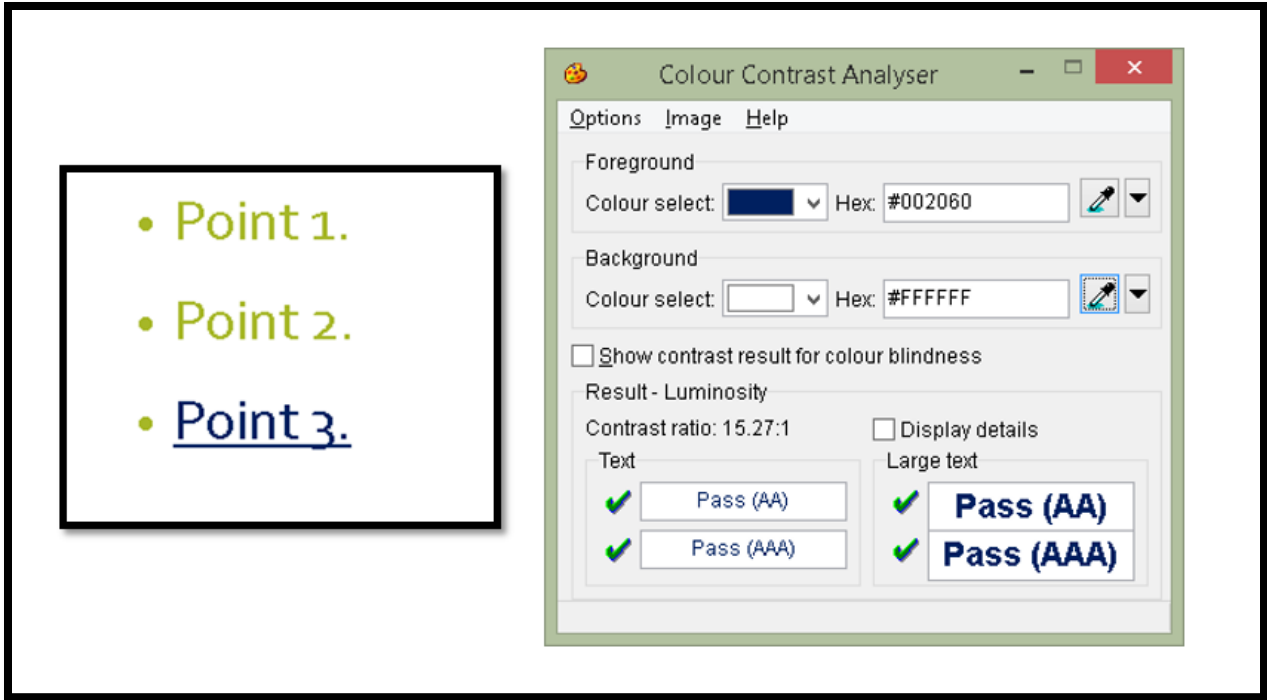 • Point 1.
• Point 2.
• Point 3.
Colour Contrast Analyser
Options Image Help
Foreground
Colour select: Hex: #002060
Background
Colour select: Hex: #FFFFFF
Show contrast result for colour blindness
Result - Luminosity
Contrast ratio: 15.27:1
Display details
Text
Pass (AA)
Pass (AAA)
Large text
Pass (AA)
Pass (AAA)